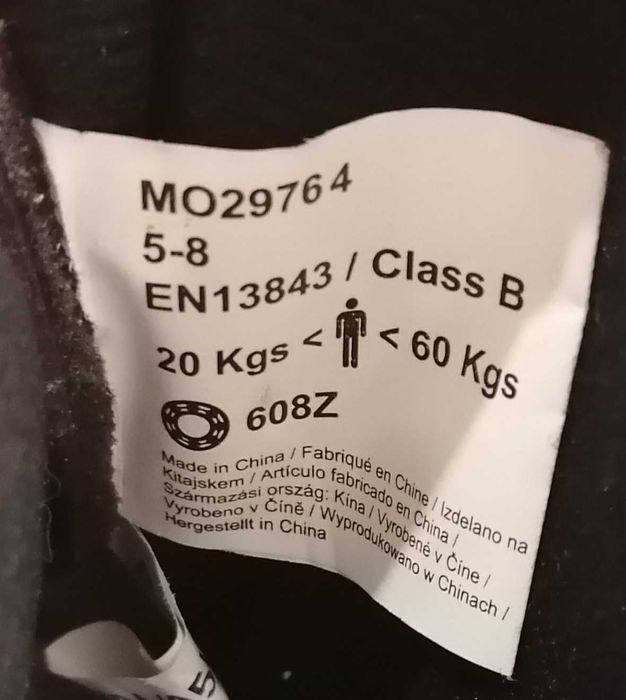 MO29764
5-8
EN13843 / Class B
20 Kgs < < 60 Kgs
608Z
Made in China / Fabriqué en Chine / Izdelano na
Kitajskem / Artículo fabricado en China /
Származási ország: Kína / Vyrobené v Číne /
Vyrobeno v Číně / Wyprodukowano w Chinach /
Hergestellt in China